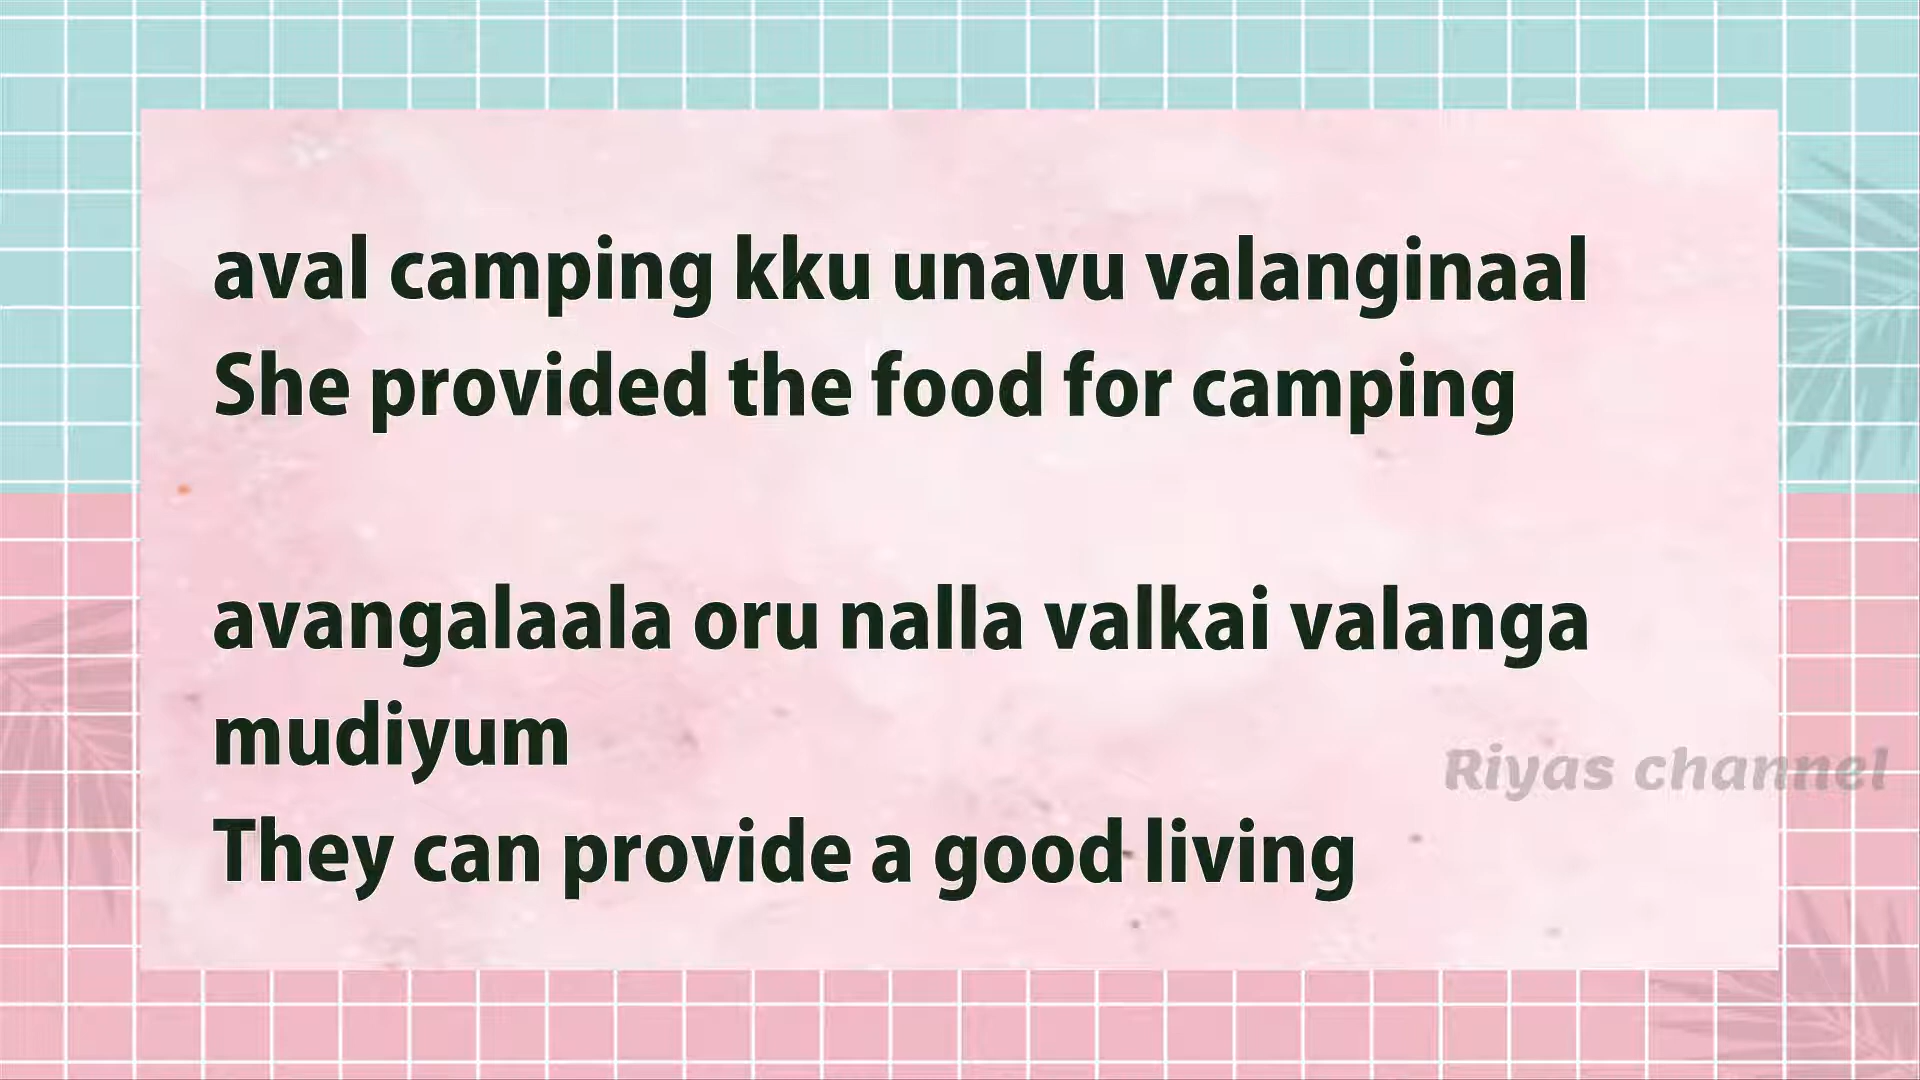 aval camping kku unavu valanginaal
She provided the food for camping
avangalaala oru nalla valkai valanga
mudiyum
Riyas channel
They can provide a good living